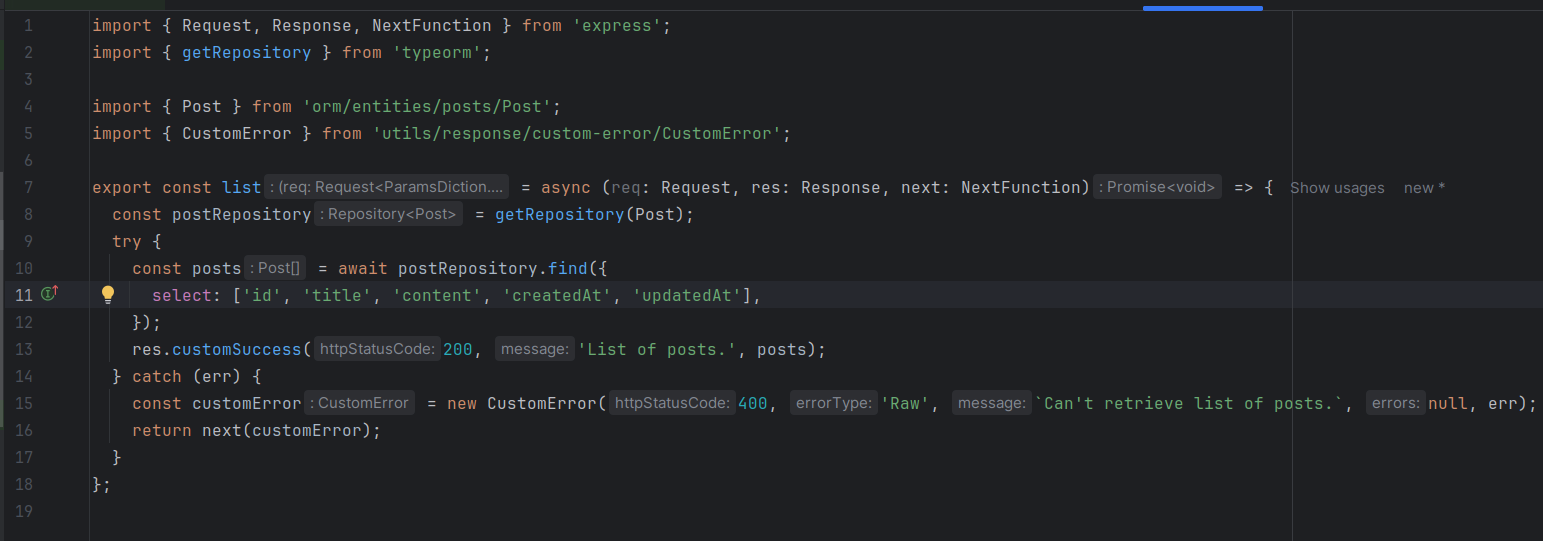 1 import { Request, Response, NextFunction } from 'express';
2 import { getRepository } from 'typeorm';
3
4 import { Post } from 'orm/entities/posts/Post';
5 import { CustomError } from 'utils/response/custom-error/CustomError';
6
7 export const list : (req: Request<ParamsDiction.... = async (req: Request, res: Response, next: NextFunction) : Promise<void> => { Show usages new *
8 const postRepository : Repository<Post> = getRepository(Post);
9 try {
10 const posts : Post[] = await postRepository.find({
11 select: ['id', 'title', 'content', 'createdAt', 'updatedAt'],
12 });
13 res.customSuccess( httpStatusCode: 200, message: 'List of posts.', posts);
14 } catch (err) {
15 const customError : CustomError = new CustomError( httpStatusCode: 400, errorType: 'Raw', message: `Can't retrieve list of posts.`, errors: null, err);
16 return next(customError);
17 }
18 };
19